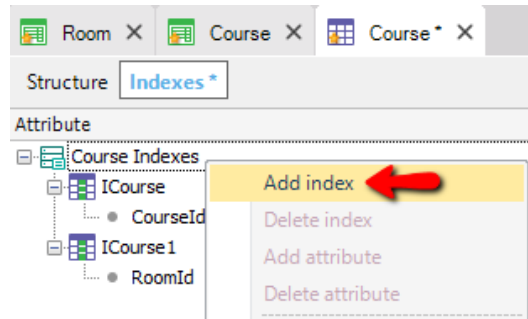 Room Course Course *
Structure Indexes *
Attribute
Course Indexes
ICourse
CourseId
ICourse1
RoomId
Add index
Delete index
Add attribute
Delete attribute